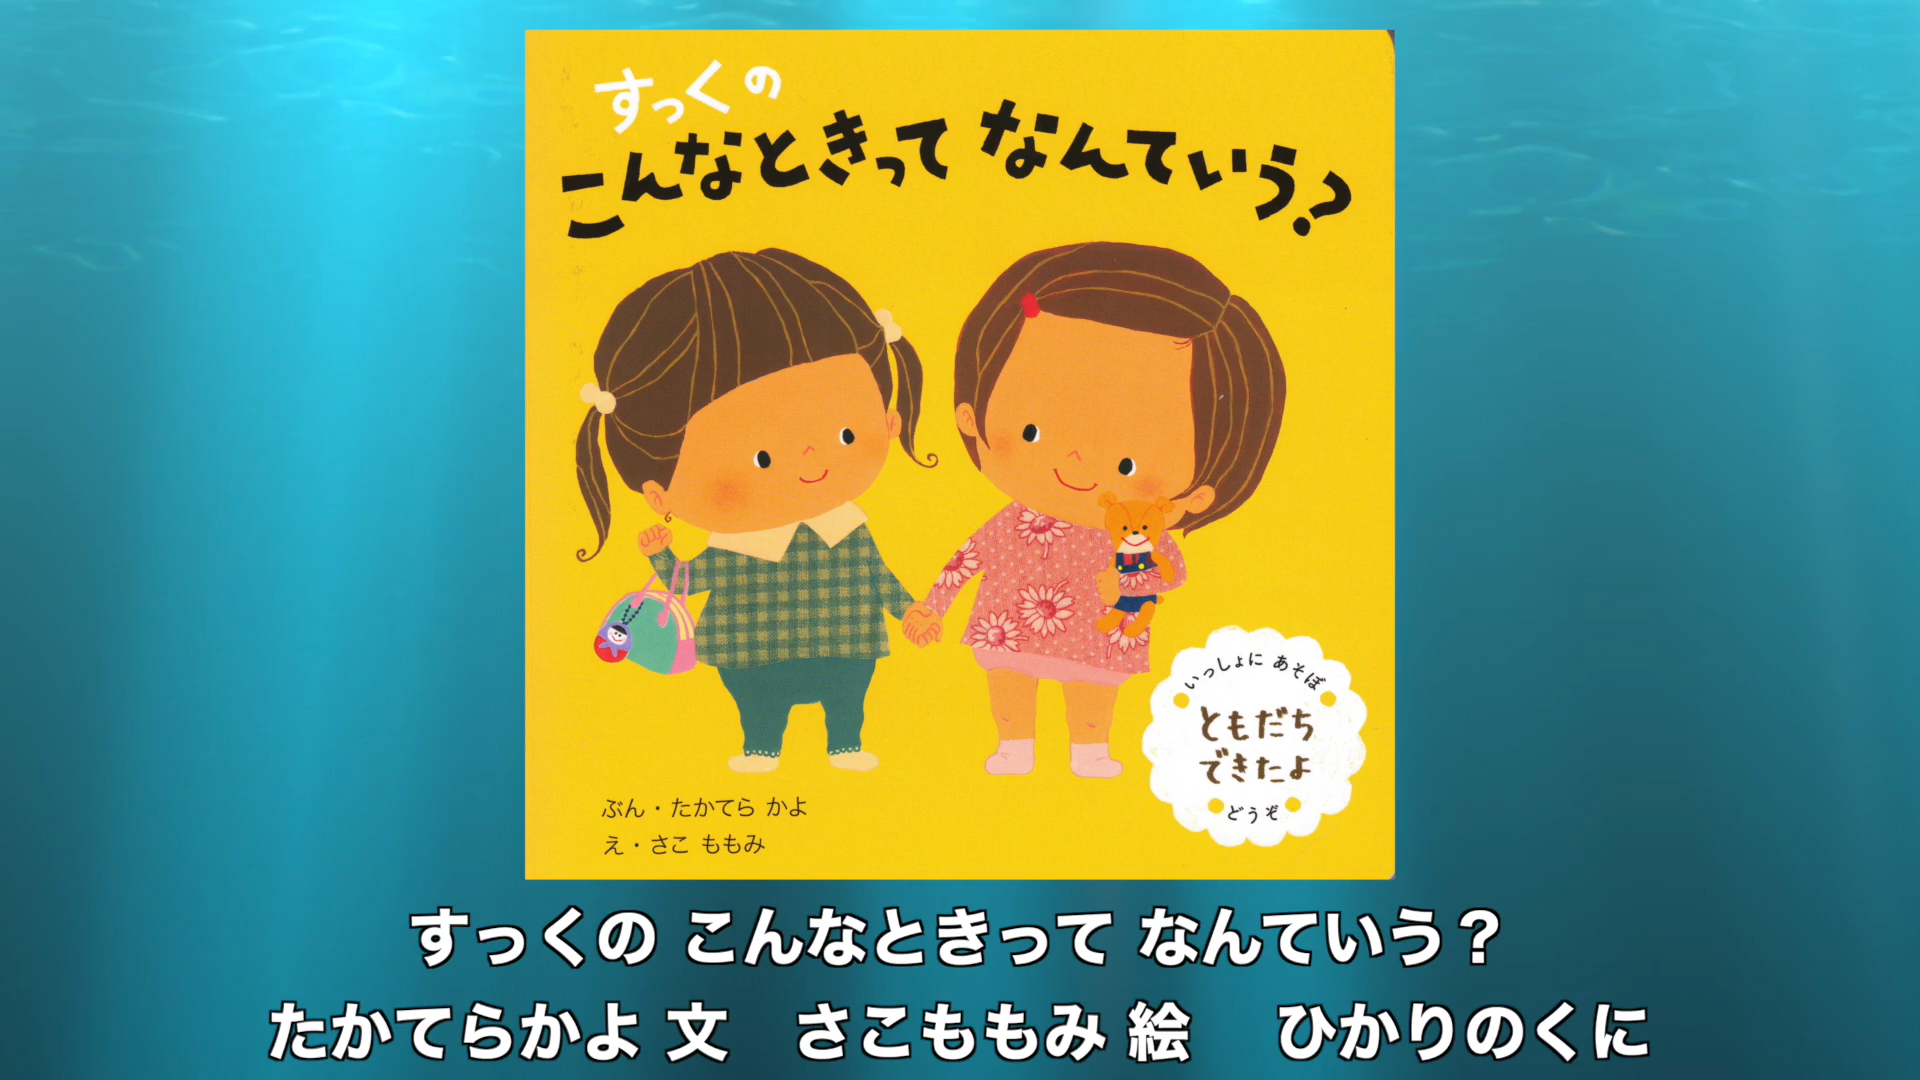 すっくの
こんなときって なんていう?
いっしょに あそぼ
ともだち
できたよ
どうぞ
ぶん・たかてら かよ
え・さこ ももみ
すっくの こんなときって なんていう？
たかてらかよ 文　さこももみ 絵　ひかりのくに